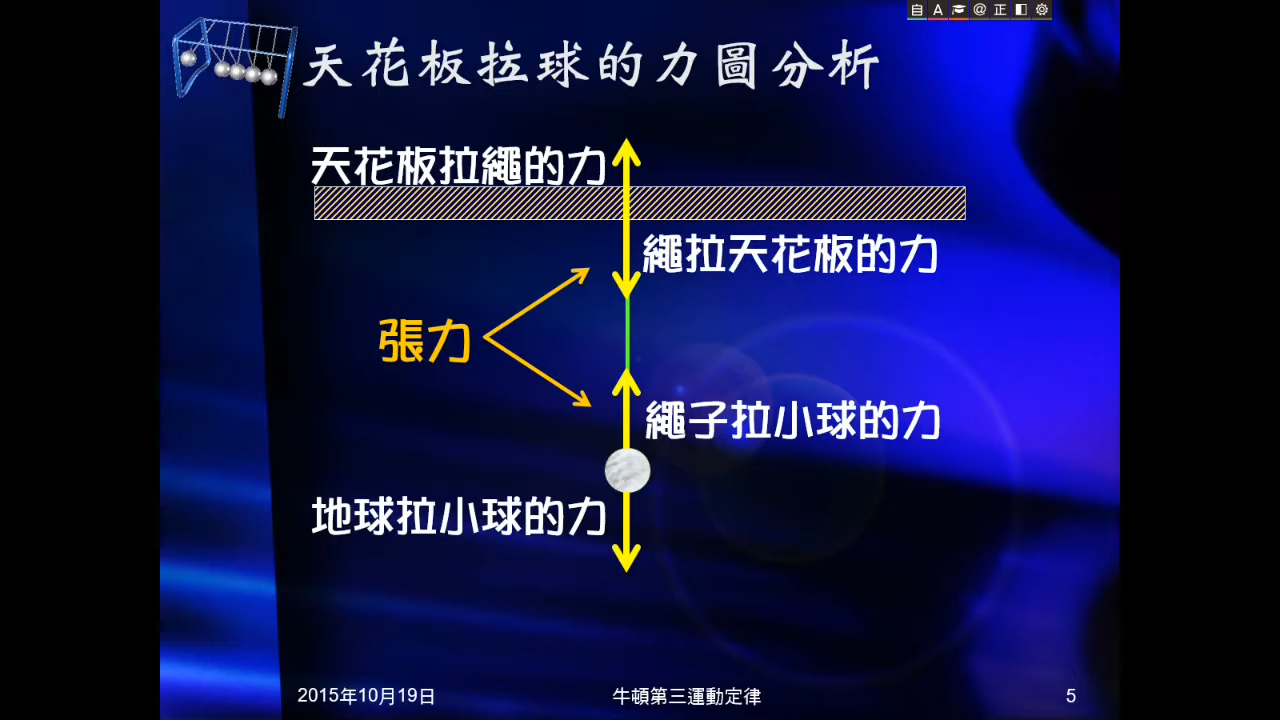 自 A @ 正
天花板拉球的力圖分析
天花板拉繩的力
繩拉天花板的力
張力
繩子拉小球的力
地球拉小球的力
2015年10月19日
牛頓第三運動定律
5